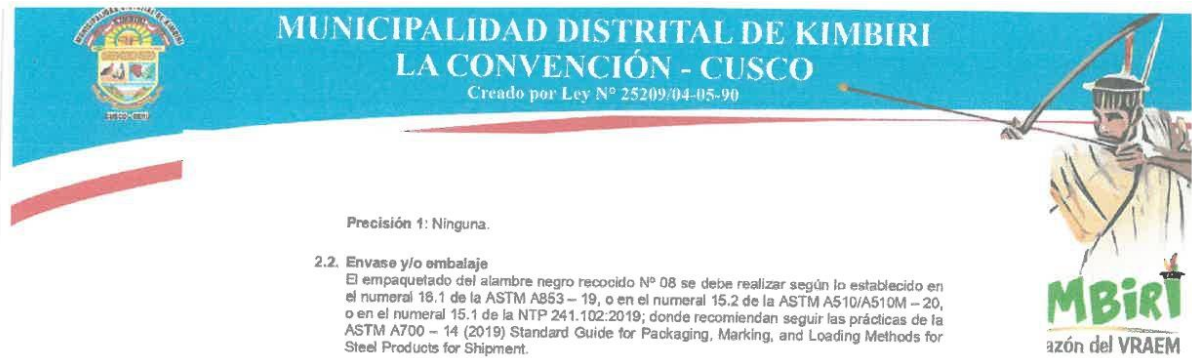 MUNICIPALIDAD DISTRITAL DE KIMBIRI
LA CONVENCIÓN - CUSCO
Creado por Ley Nº 25209/04-05-90
CUSCO - PERU
Precisión 1: Ninguna.
2.2. Envase y/o embalaje
El empaquetado del alambre negro recocido Nº 08 se debe realizar según lo establecido en
el numeral 16.1 de la ASTM A853 – 19, o en el numeral 15.2 de la ASTM A510/A510M – 20,
o en el numeral 15.1 de la NTP 241.102:2019; donde recomiendan seguir las prácticas de la
ASTM A700 – 14 (2019) Standard Guide for Packaging, Marking, and Loading Methods for
Steel Products for Shipment.
MBiRi
azón del VRAEM